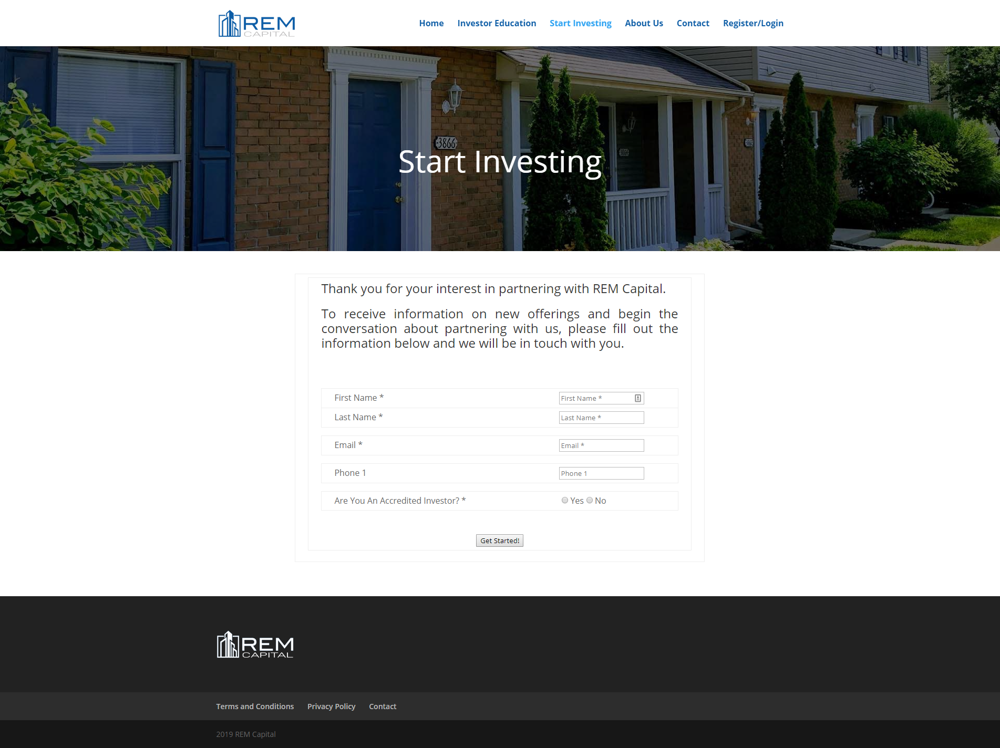 REM
CAPITAL
Home Investor Education Start Investing About Us Contact Register/Login
3866
Start Investing
Thank you for your interest in partnering with REM Capital.
To receive information on new offerings and begin the
conversation about partnering with us, please fill out the
information below and we will be in touch with you.
First Name * First Name *
Last Name * Last Name *
Email * Email *
Phone 1 Phone 1
Are You An Accredited Investor? * Yes No
Get Started!
REM
CAPITAL
Terms and Conditions Privacy Policy Contact
2019 REM Capital